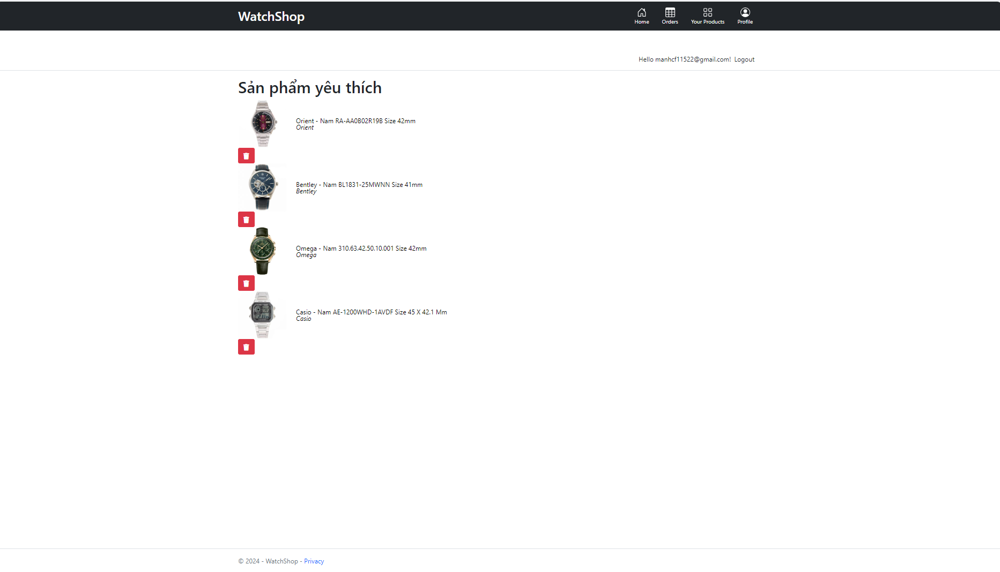 WatchShop
Home
Orders
Your Products
Profile
Hello manhcf11522@gmail.com!
Logout
Sản phẩm yêu thích
Orient - Nam RA-AA0B02R19B Size 42mm
Orient
Bentley - Nam BL1831-25MWNN Size 41mm
Bentley
Omega - Nam 310.63.42.50.10.001 Size 42mm
Omega
Casio - Nam AE-1200WHD-1AVDF Size 45 X 42.1 Mm
Casio
© 2024 - WatchShop - Privacy